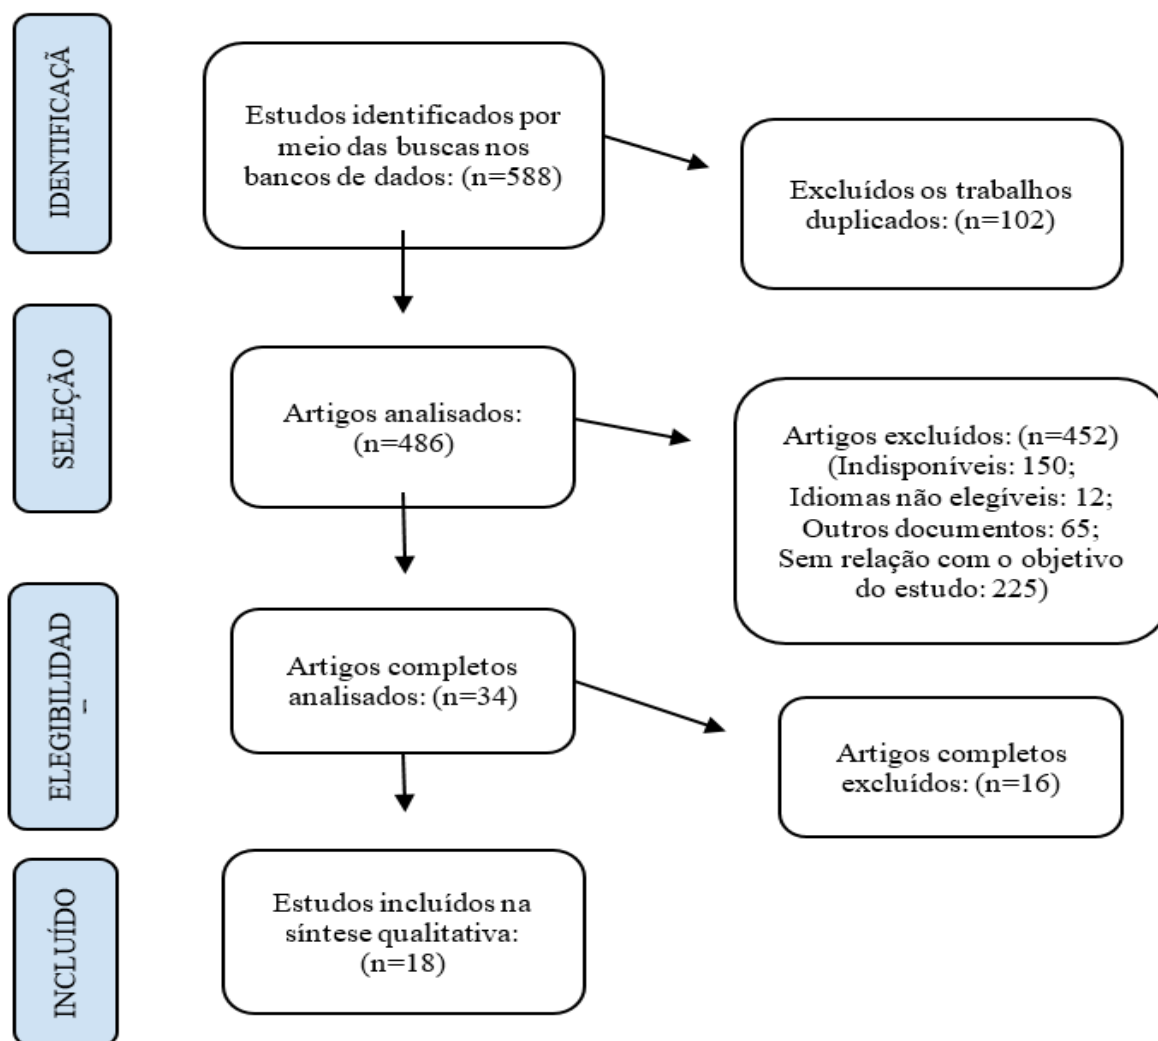 IDENTIFICAÇÃ
Estudos identificados por
meio das buscas nos
bancos de dados: (n=588)
Excluídos os trabalhos
duplicados: (n=102)
SELEÇÃO
Artigos analisados:
(n=486)
Artigos excluídos: (n=452)
(Indisponíveis: 150;
Idiomas não elegíveis: 12;
Outros documentos: 65;
Sem relação com o objetivo
do estudo: 225)
ELEGIBILIDAD
Artigos completos
analisados: (n=34)
Artigos completos
excluídos: (n=16)
INCLUÍDO
Estudos incluídos na
síntese qualitativa:
(n=18)